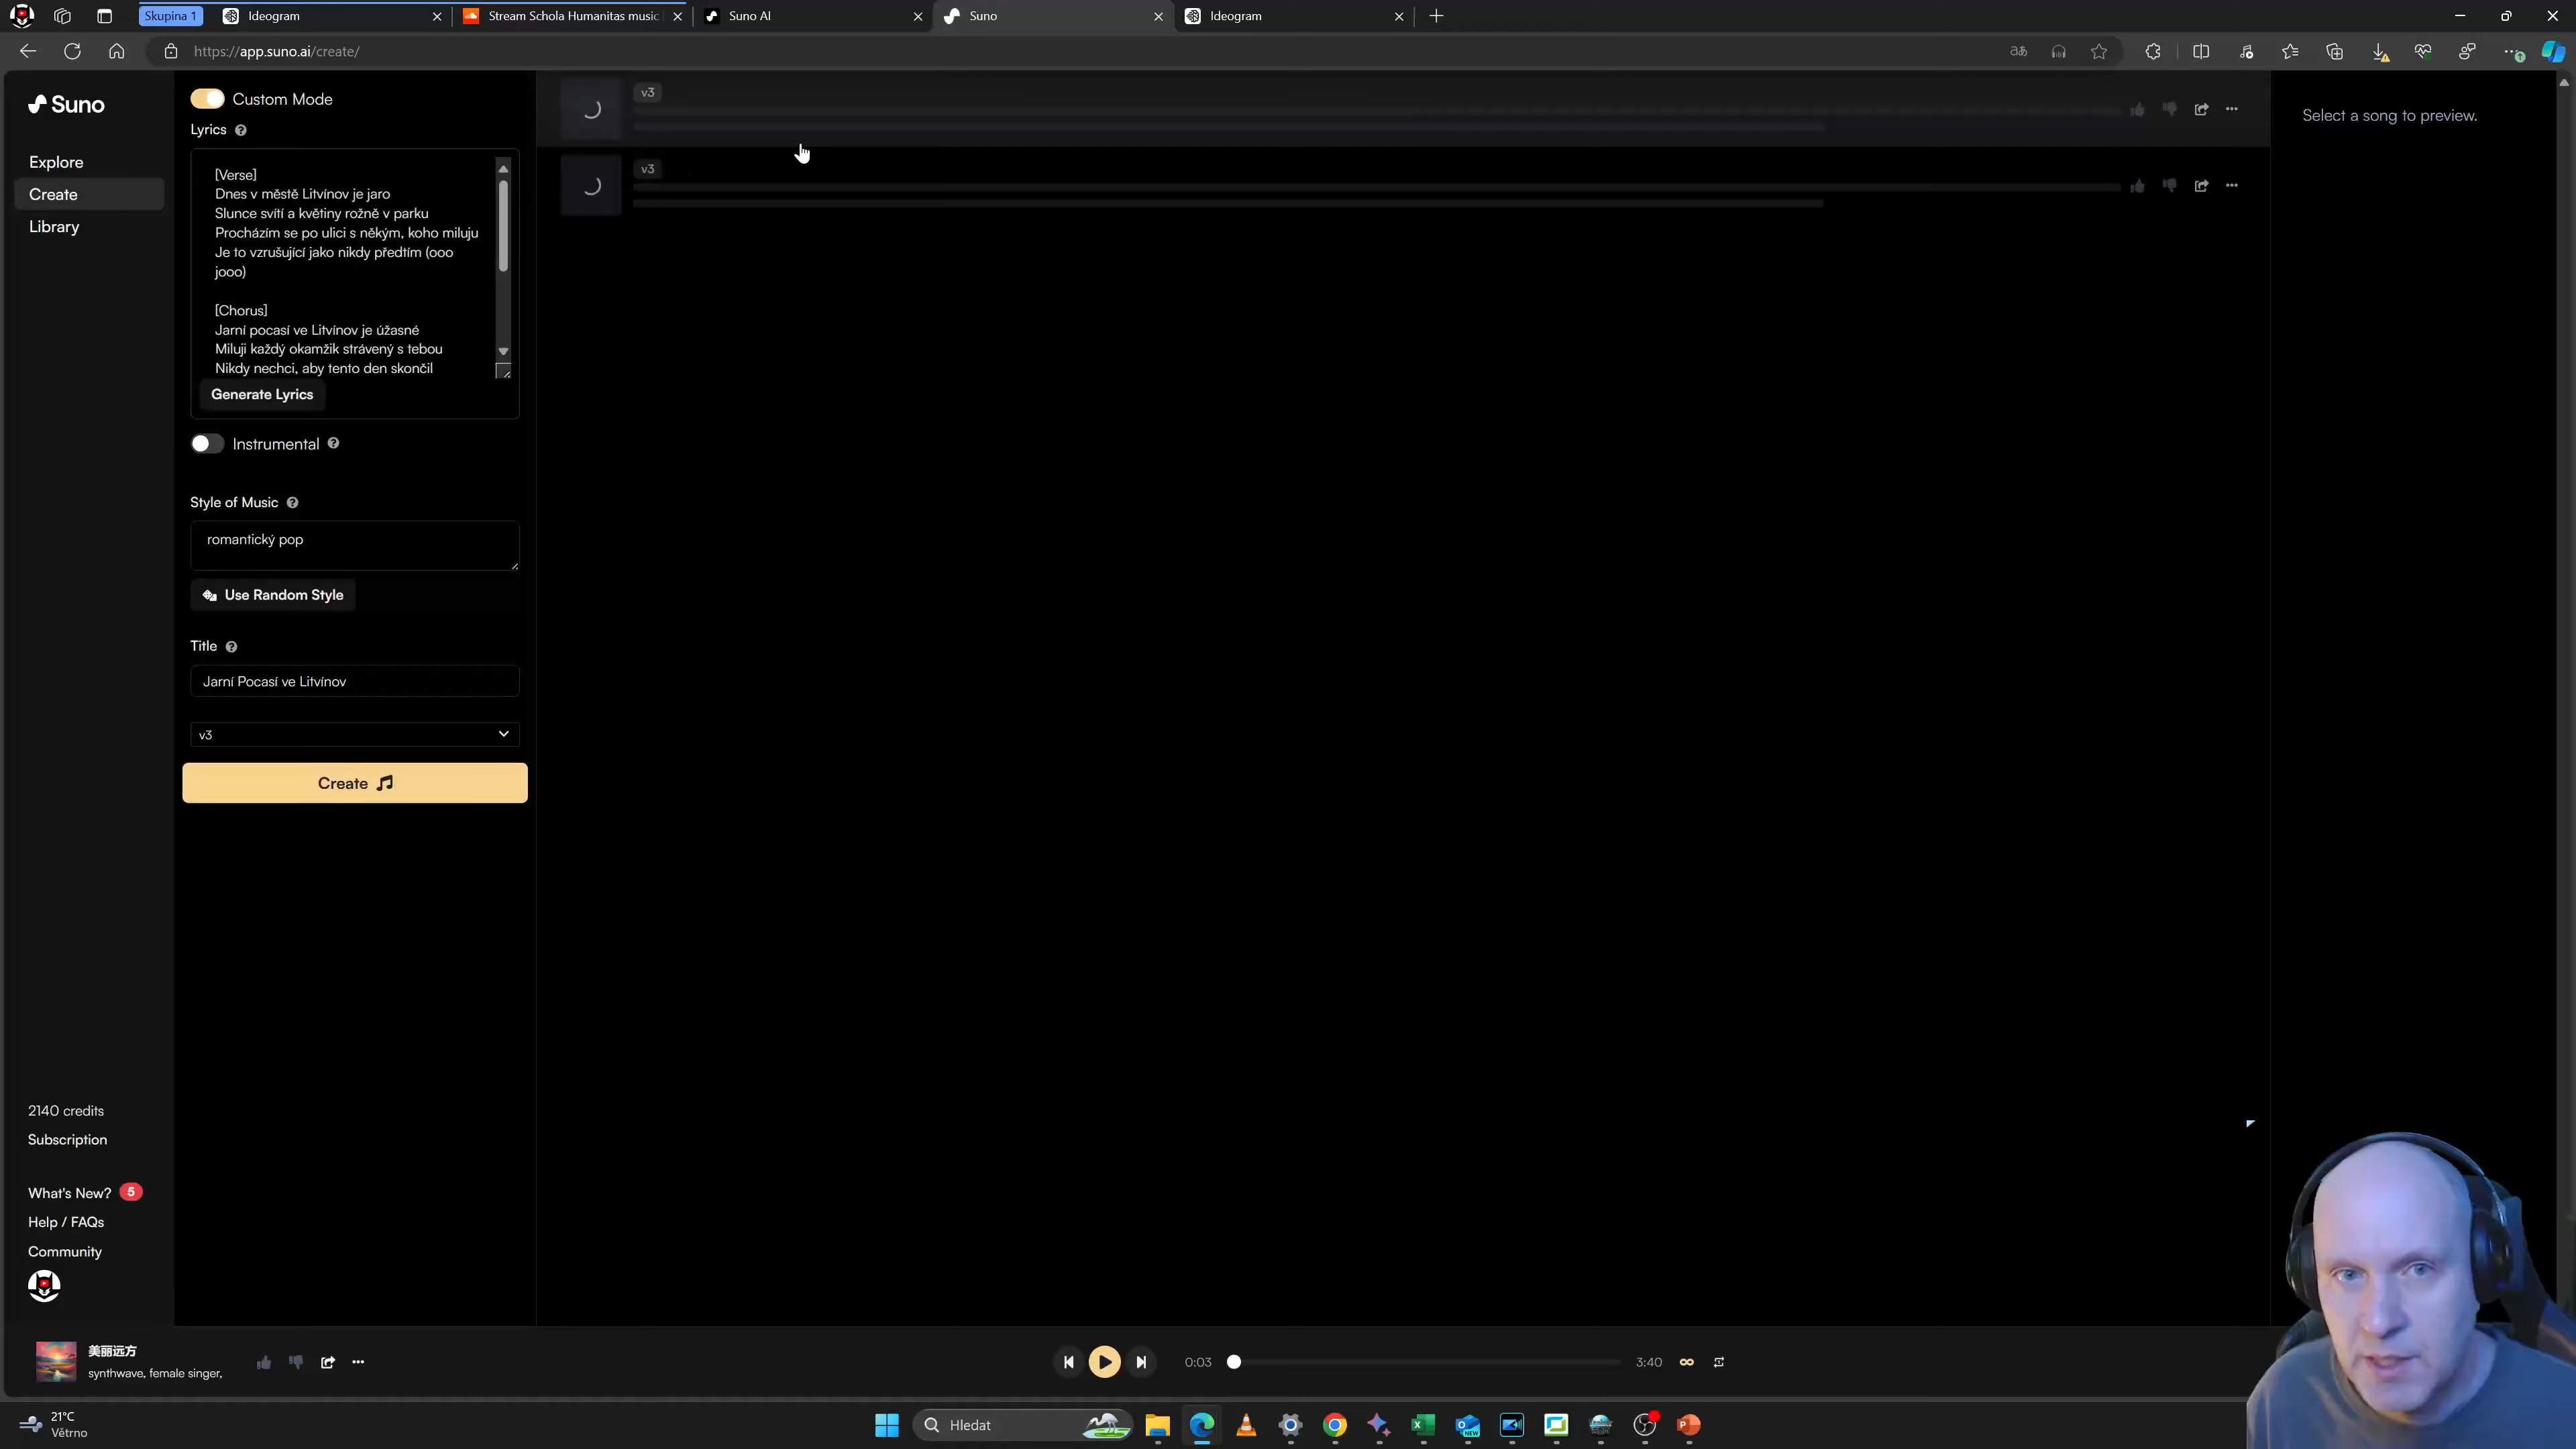 Skupina 1
Ideogram
Stream Schola Humanitas music
Suno AI
Suno
Ideogram
https://app.suno.ai/create/
aあ
Suno
Explore
Create
Library
Custom Mode
Lyrics
[Verse]
Dnes v městě Litvínov je jaro
Slunce svítí a květiny rožně v parku
Procházím se po ulici s někým, koho miluju
Je to vzrušující jako nikdy předtím (ooo
jooo)
[Chorus]
Jarní pocasí ve Litvínov je úžasné
Miluji každý okamžik strávený s tebou
Nikdy nechci, aby tento den skončil
Generate Lyrics
Instrumental
Style of Music
romantický pop
Use Random Style
Title
Jarní Pocasí ve Litvínov
v3
Create
v3
v3
Select a song to preview.
2140 credits
Subscription
What's New? 5
Help / FAQs
Community
美丽远方
synthwave, female singer,
0:03
3:40
21°C
Větrno
Hledat